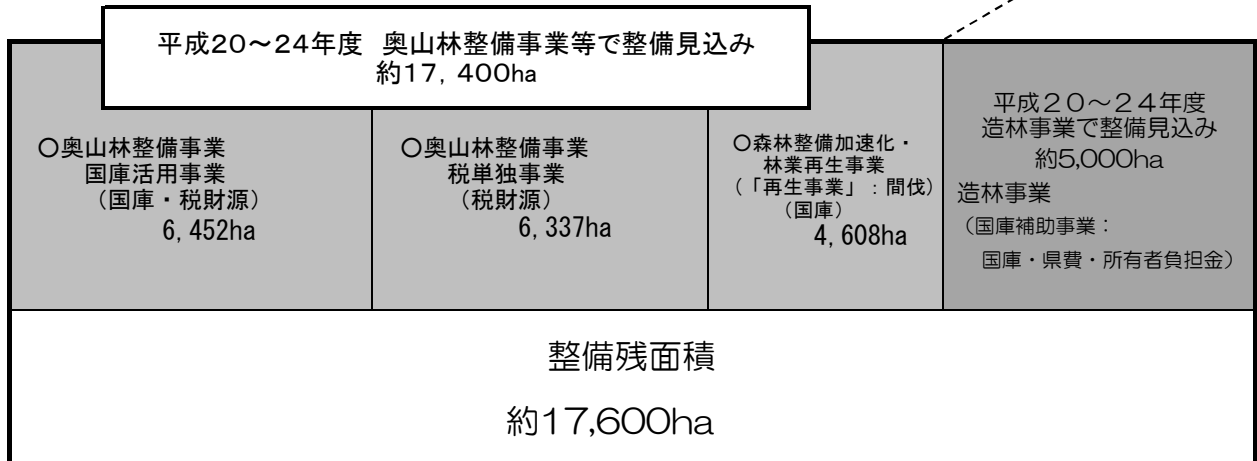 平成20～24年度 奥山林整備事業等で整備見込み
約17,400ha
○奥山林整備事業
国庫活用事業
（国庫・税財源）
6,452ha
○奥山林整備事業
税単独事業
（税財源）
6,337ha
○森林整備加速化・
林業再生事業
（「再生事業」：間伐）
（国庫）
4,608ha
平成２０～２４年度
造林事業で整備見込み
約5,000ha
造林事業
（国庫補助事業：
国庫・県費・所有者負担金）
整備残面積
約17,600ha